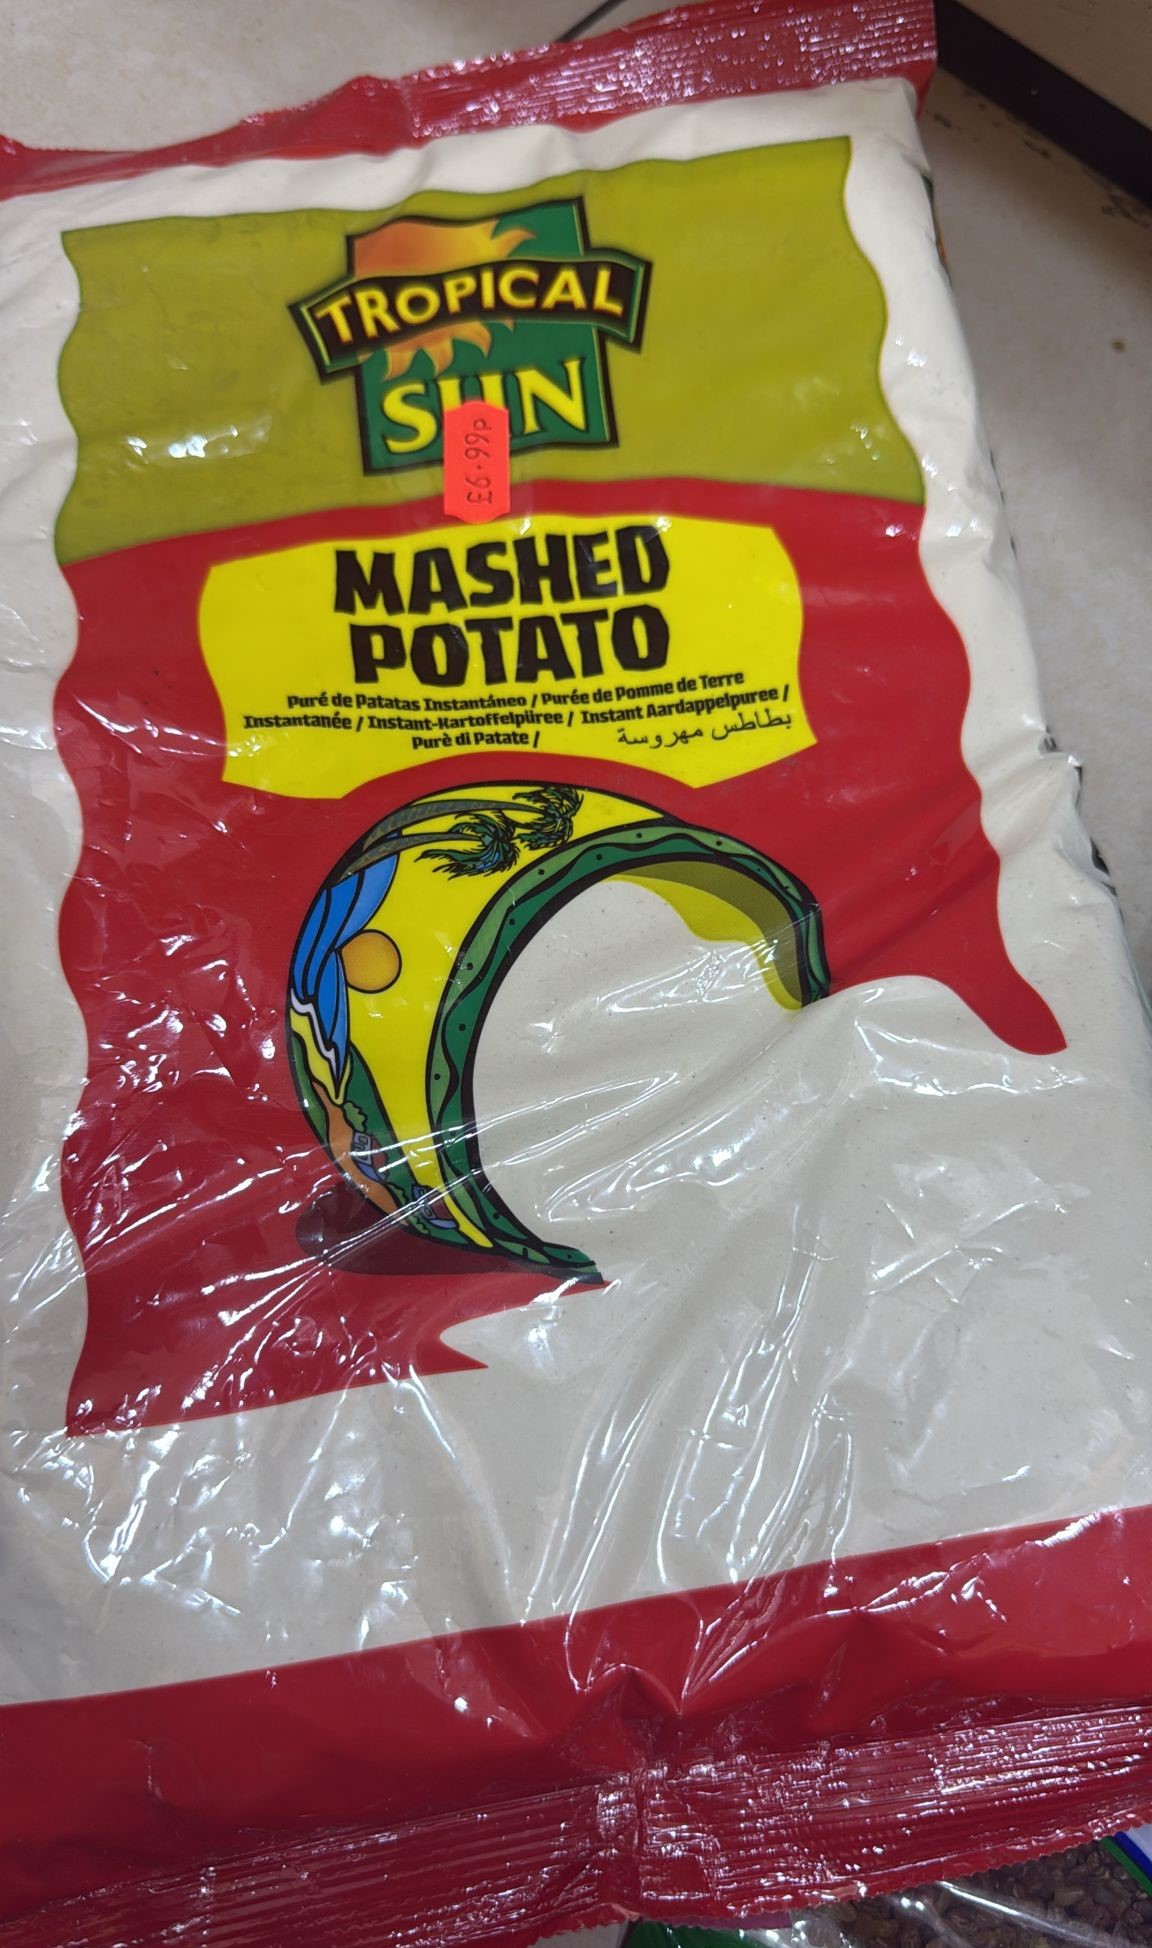 TROPICAL
SUN
£6.99p
MASHED
POTATO
Puré de Patatas Instantáneo / Purée de Pomme de Terre
Instantanée / Instant-Kartoffelpüree / Instant Aardappelpuree /
Purè di Patate / بطاطس مهروسة